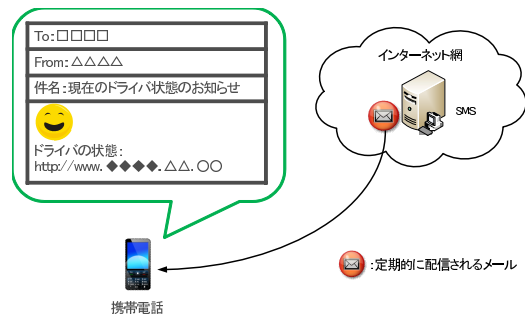 To:□□□□
From:△△△△
件名:現在のドライバ状態のお知らせ
ドライバの状態:
http://www.◆◆◆◆.△△.〇〇
インターネット網
SMS
:定期的に配信されるメール
携帯電話